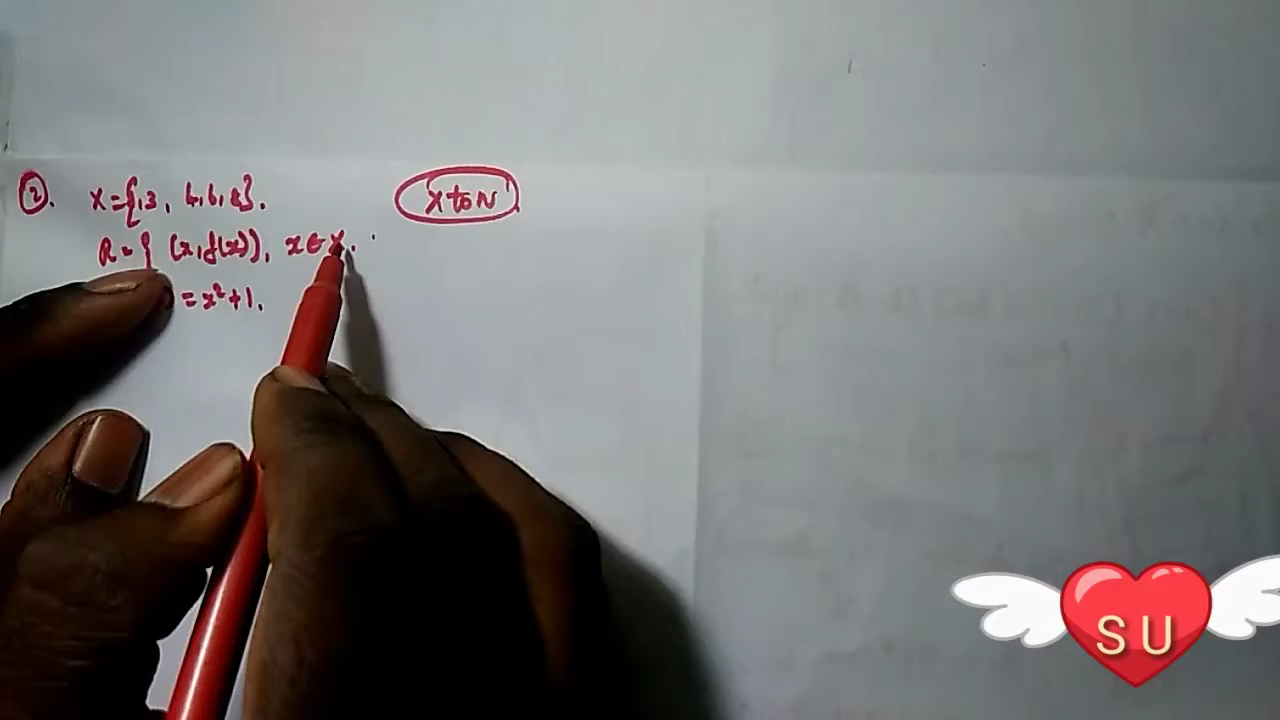 ②. X={,3, 4,6,8}.
X to N
R={ (x,f(x)), x∈X.
=x²+1.
SU